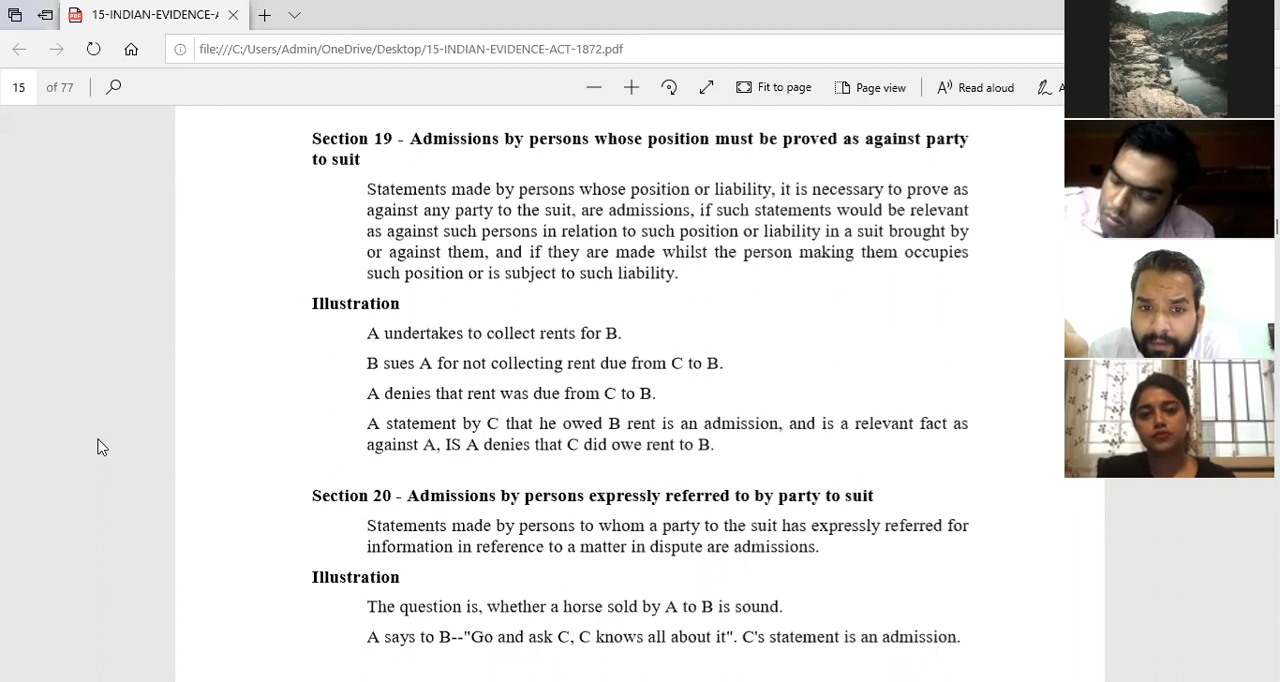 15-INDIAN-EVIDENCE-A
file:///C:/Users/Admin/OneDrive/Desktop/15-INDIAN-EVIDENCE-ACT-1872.pdf
15 of 77 Fit to page Page view Read aloud
Section 19 - Admissions by persons whose position must be proved as against party
to suit
Statements made by persons whose position or liability, it is necessary to prove as
against any party to the suit, are admissions, if such statements would be relevant
as against such persons in relation to such position or liability in a suit brought by
or against them, and if they are made whilst the person making them occupies
such position or is subject to such liability.
Illustration
A undertakes to collect rents for B.
B sues A for not collecting rent due from C to B.
A denies that rent was due from C to B.
A statement by C that he owed B rent is an admission, and is a relevant fact as
against A, IS A denies that C did owe rent to B.
Section 20 - Admissions by persons expressly referred to by party to suit
Statements made by persons to whom a party to the suit has expressly referred for
information in reference to a matter in dispute are admissions.
Illustration
The question is, whether a horse sold by A to B is sound.
A says to B--"Go and ask C, C knows all about it". C's statement is an admission.